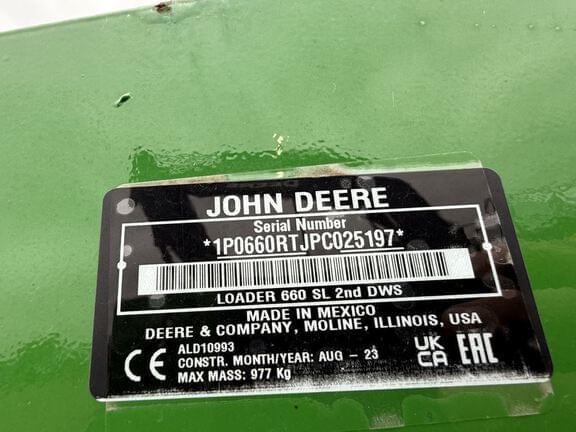 JOHN DEERE
Serial Number
*1P0660RTJPC025197*
LOADER 660 SL 2nd DWS
MADE IN MEXICO
DEERE & COMPANY, MOLINE, ILLINOIS, USA
ALD10993
CONSTR. MONTH/YEAR: AUG - 23
MAX MASS: 977 Kg
CE
UK
CA
EAC